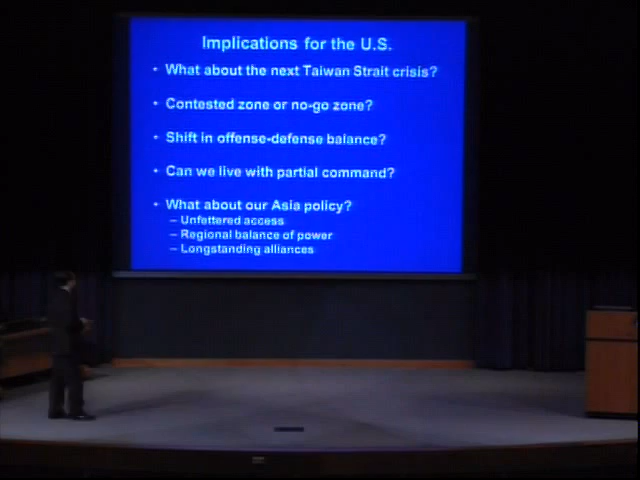 Implications for the U.S.
• What about the next Taiwan Strait crisis?
• Contested zone or no-go zone?
• Shift in offense-defense balance?
• Can we live with partial command?
• What about our Asia policy?
– Unfettered access
– Regional balance of power
– Longstanding alliances